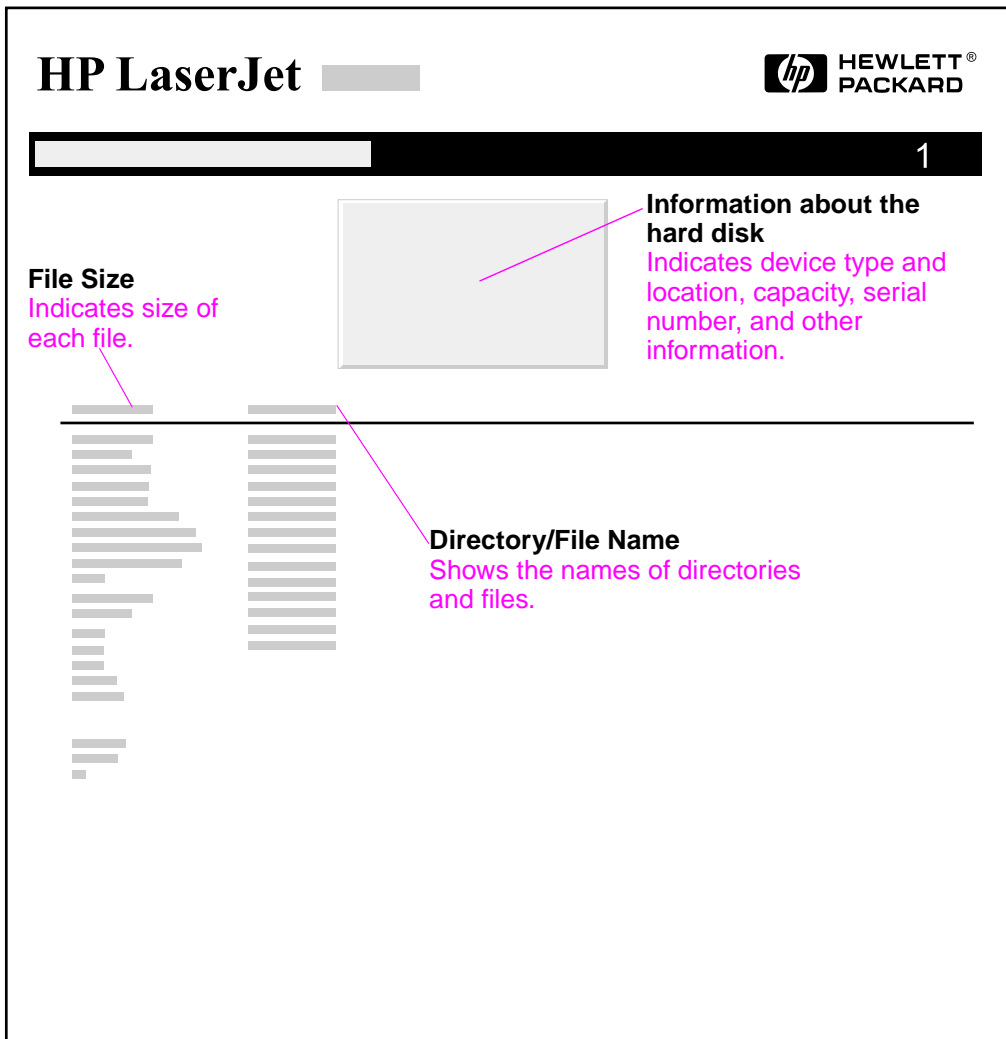 HP LaserJet
hp HEWLETT®
PACKARD
1
Information about the
hard disk
Indicates device type and
location, capacity, serial
number, and other
information.
File Size
Indicates size of
each file.
Directory/File Name
Shows the names of directories
and files.